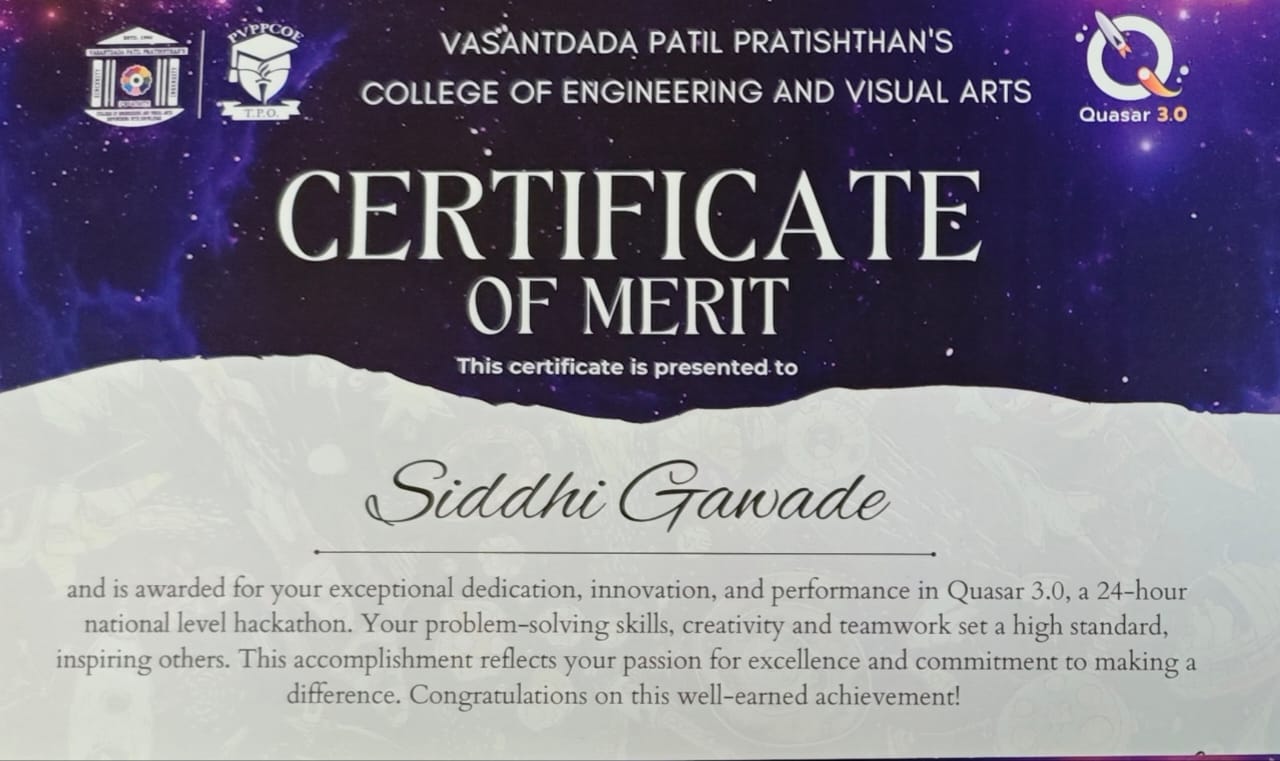 VASANTDADA PATIL PRATISHTHAN'S
COLLEGE OF ENGINEERING AND VISUAL ARTS
ESTD. 1990
VASANTDADA PATIL PRATISHTHAN'S
PVPPCOE
T.P.O.
Quasar 3.0
CERTIFICATE
OF MERIT
This certificate is presented to
Siddhi Gawade
and is awarded for your exceptional dedication, innovation, and performance in Quasar 3.0, a 24-hour
national level hackathon. Your problem-solving skills, creativity and teamwork set a high standard,
inspiring others. This accomplishment reflects your passion for excellence and commitment to making a
difference. Congratulations on this well-earned achievement!